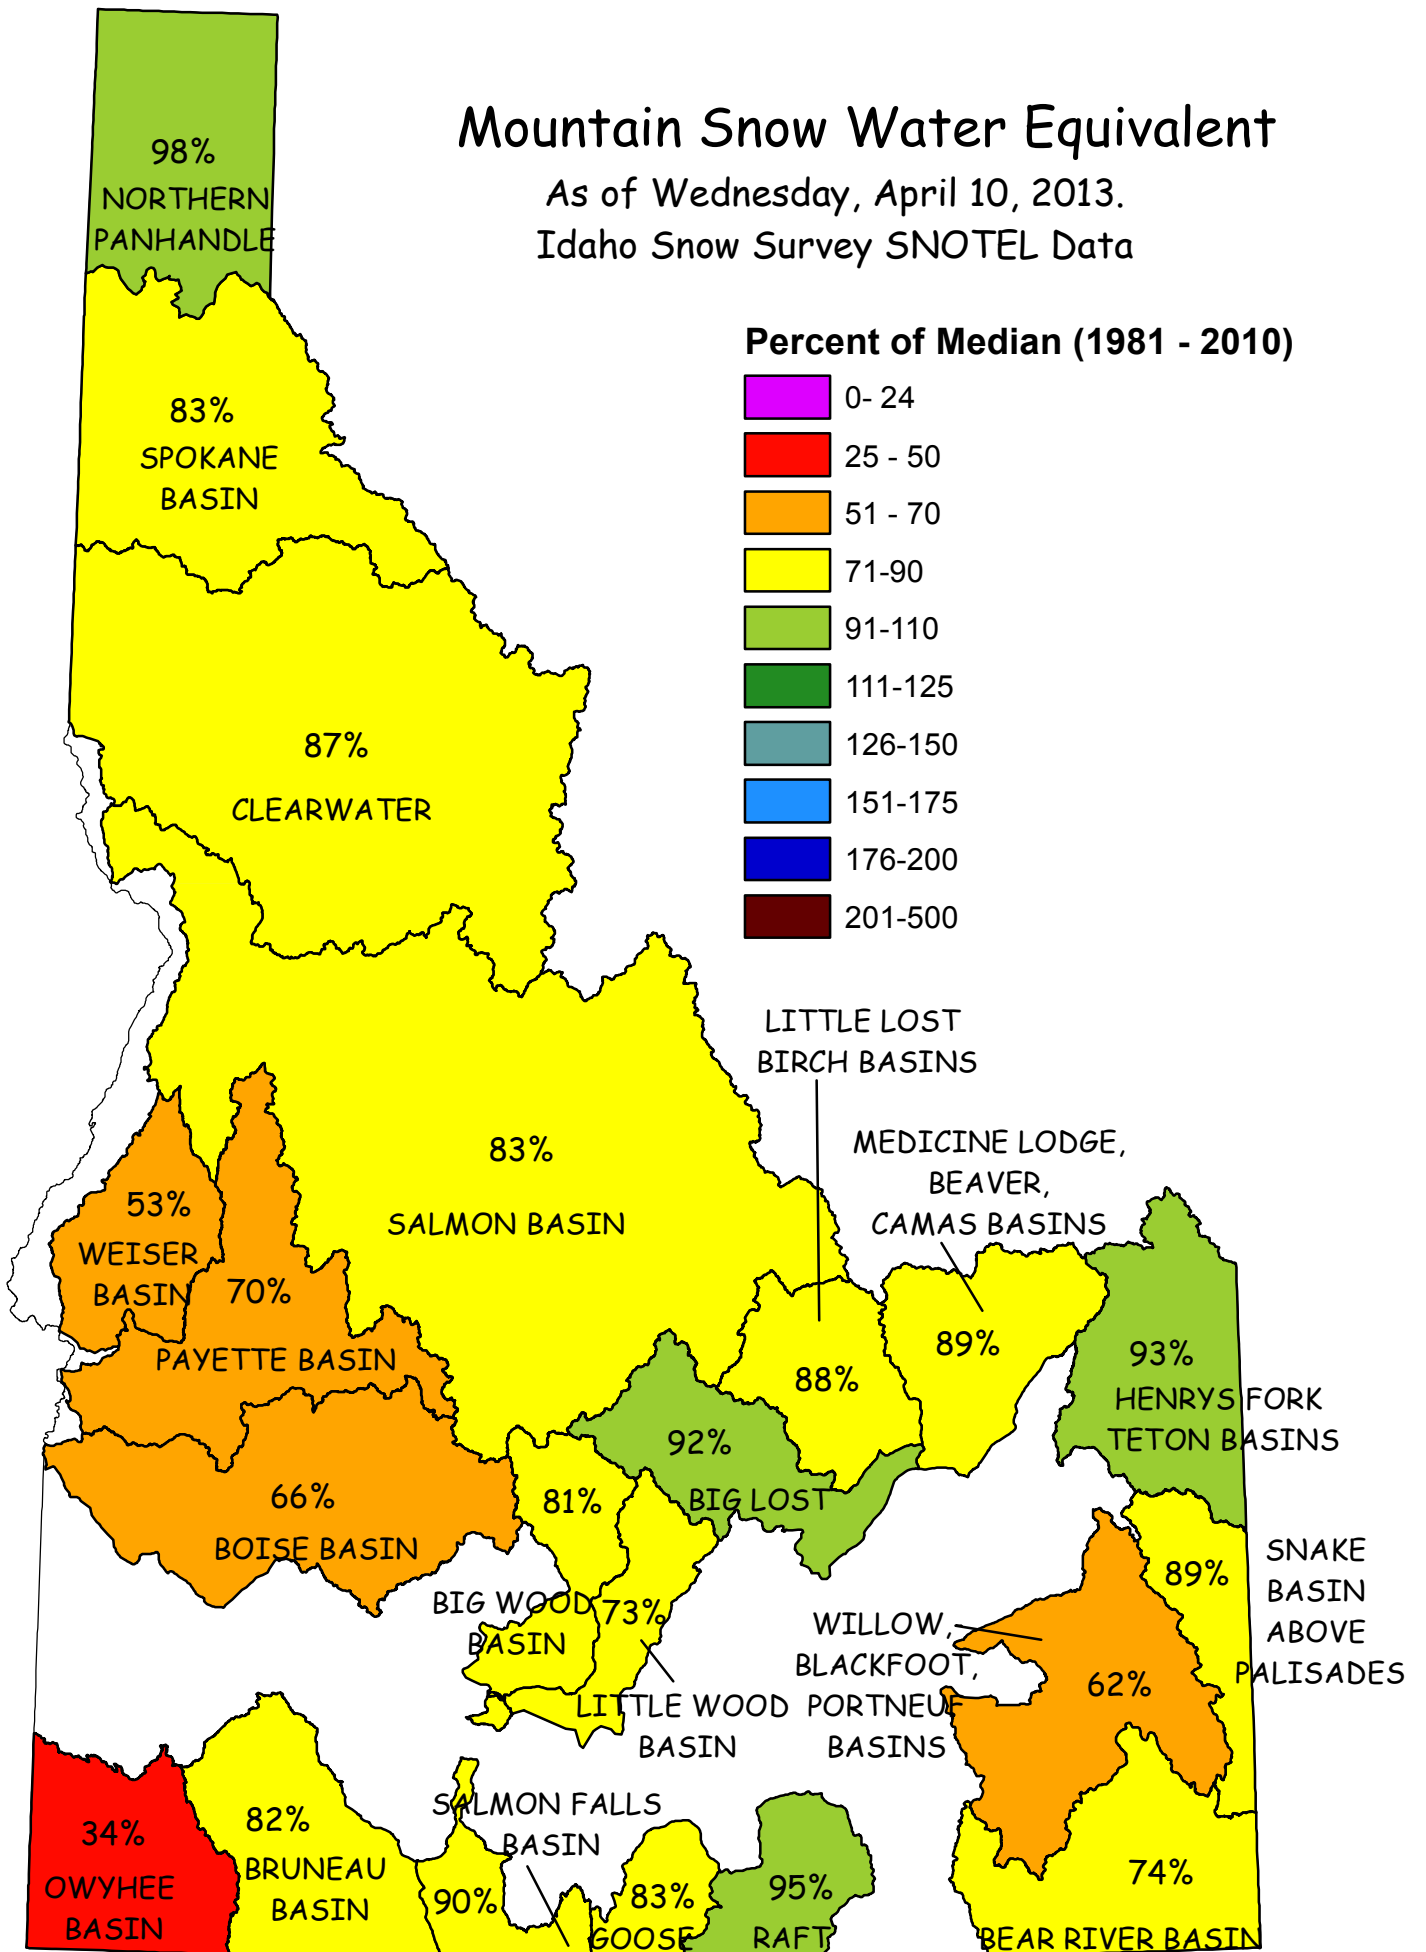 Mountain Snow Water Equivalent
As of Wednesday, April 10, 2013.
Idaho Snow Survey SNOTEL Data
Percent of Median (1981 - 2010)
0- 24
25 - 50
51 - 70
71-90
91-110
111-125
126-150
151-175
176-200
201-500
98%
NORTHERN
PANHANDLE
83%
SPOKANE
BASIN
87%
CLEARWATER
83%
SALMON BASIN
LITTLE LOST
BIRCH BASINS
88%
MEDICINE LODGE,
BEAVER,
CAMAS BASINS
89%
93%
HENRYS FORK
TETON BASINS
53%
WEISER
BASIN
70%
PAYETTE BASIN
66%
BOISE BASIN
92%
BIG LOST
81%
BIG WOOD
BASIN
73%
LITTLE WOOD
BASIN
89%
SNAKE
BASIN
ABOVE
PALISADES
WILLOW,
BLACKFOOT,
PORTNEUF
BASINS
62%
34%
OWYHEE
BASIN
82%
BRUNEAU
BASIN
SALMON FALLS
BASIN
90%
83%
GOOSE
95%
RAFT
74%
BEAR RIVER BASIN